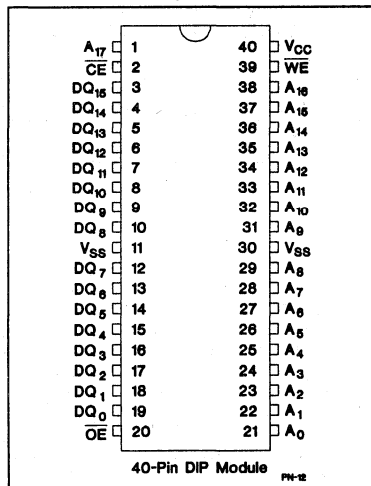 A17 1 40 VCC
CE 2 39 WE
DQ15 3 38 A16
DQ14 4 37 A15
DQ13 5 36 A14
DQ12 6 35 A13
DQ11 7 34 A12
DQ10 8 33 A11
DQ9 9 32 A10
DQ8 10 31 A9
VSS 11 30 VSS
DQ7 12 29 A8
DQ6 13 28 A7
DQ5 14 27 A6
DQ4 15 26 A5
DQ3 16 25 A4
DQ2 17 24 A3
DQ1 18 23 A2
DQ0 19 22 A1
OE 20 21 A0
40-Pin DIP Module
PN-12